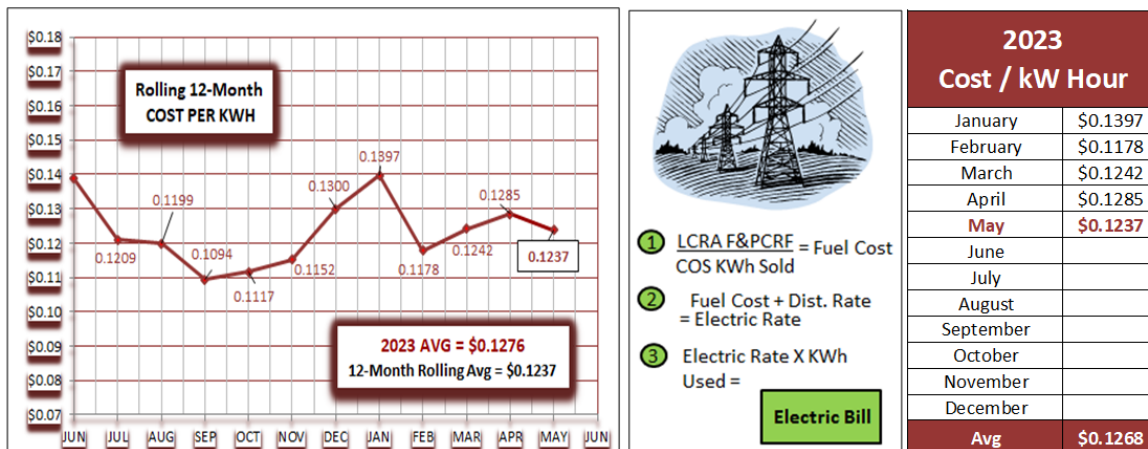 $0.18
$0.17
$0.16
$0.15
$0.14
$0.13
$0.12
$0.11
$0.10
$0.09
$0.08
$0.07
Rolling 12-Month
COST PER KWH
0.1209
0.1199
0.1094
0.1117
0.1152
0.1300
0.1397
0.1178
0.1242
0.1285
0.1237
2023 AVG = $0.1276
12-Month Rolling Avg = $0.1237
JUN JUL AUG SEP OCT NOV DEC JAN FEB MAR APR MAY JUN
1 LCRA F&PCRF = Fuel Cost
COS KWh Sold
2 Fuel Cost + Dist. Rate
= Electric Rate
3 Electric Rate X KWh
Used =
Electric Bill
2023
Cost / kW Hour
January $0.1397
February $0.1178
March $0.1242
April $0.1285
May $0.1237
June
July
August
September
October
November
December
Avg $0.1268